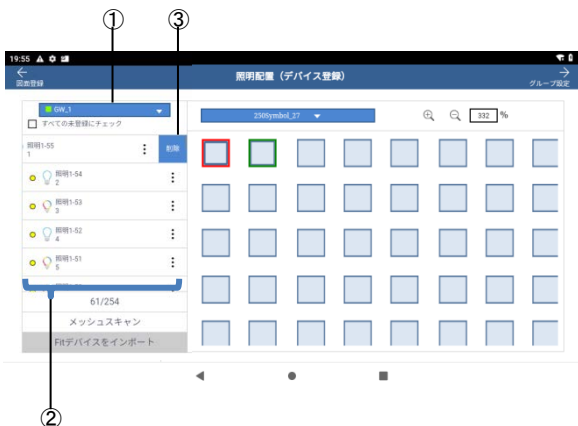 ① ③
19:55
← 照明配置（デバイス登録） →
図面登録 グループ設定
GW_1
250Symbol_27
332 %
すべての未登録にチェック
照明1-55
1
削除
照明1-54
2
照明1-53
3
照明1-52
4
照明1-51
5
61/254
メッシュスキャン
Fitデバイスをインポート
②